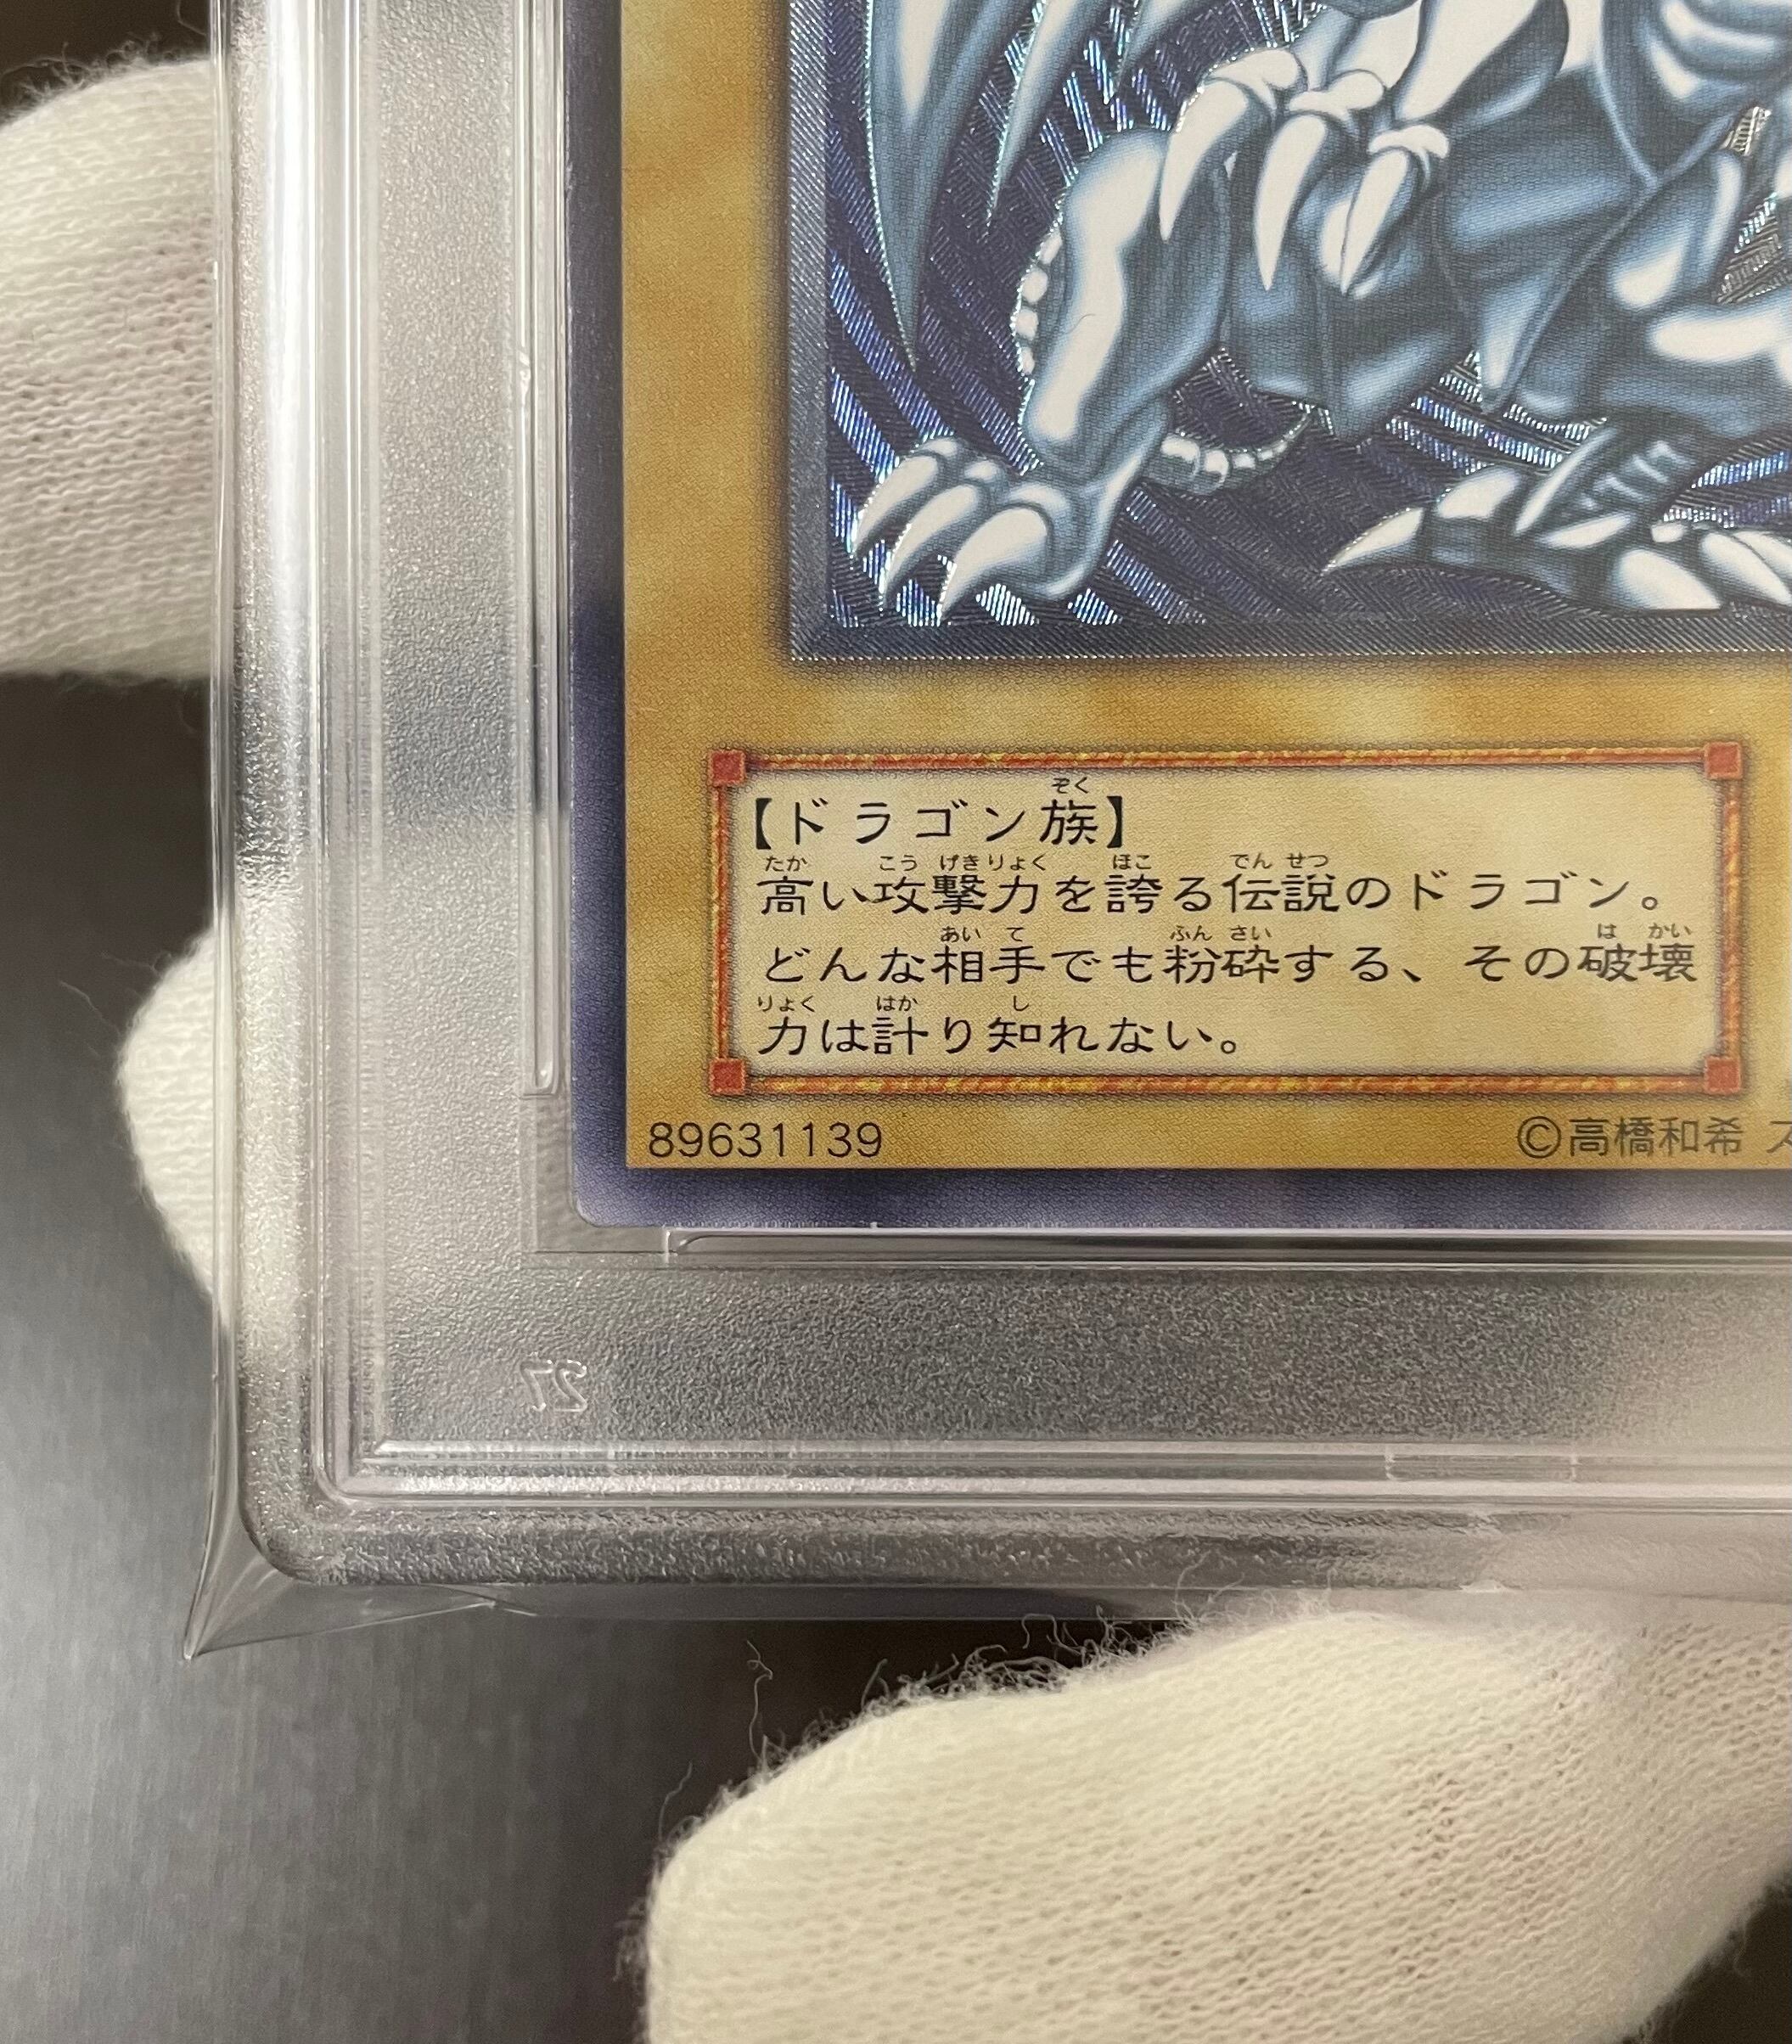 【ドラゴン族】
高い攻撃力を誇る伝説のドラゴン。
どんな相手でも粉砕する、その破壊
力は計り知れない。
89631139
©高橋和希 ス
27